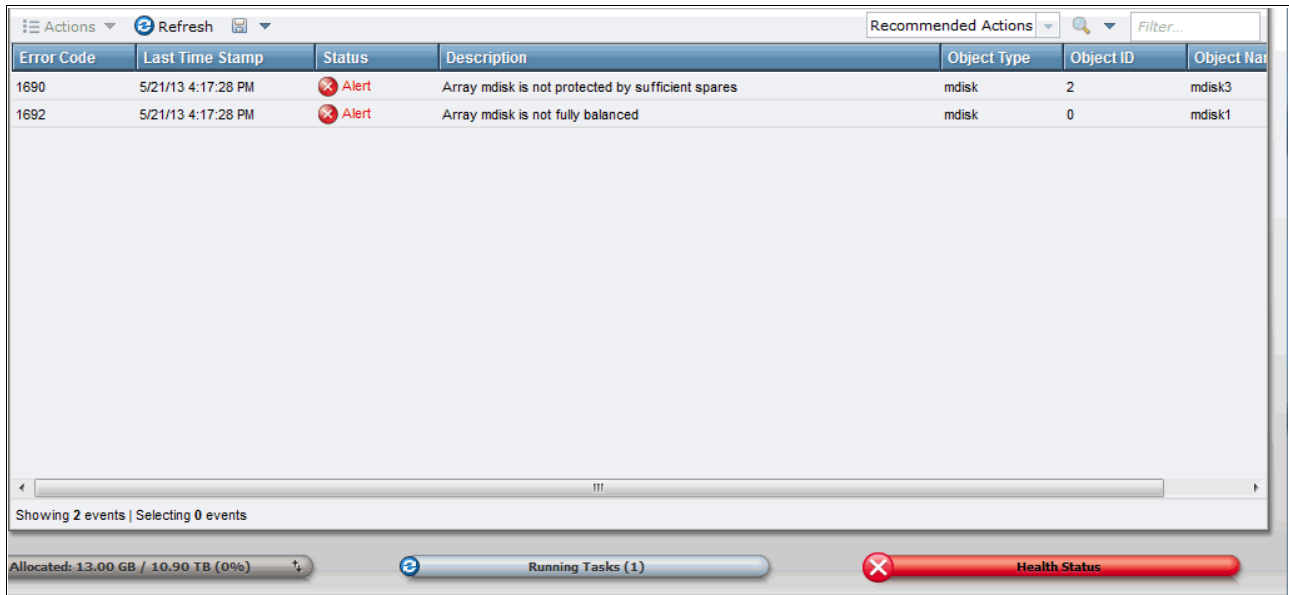 Actions Refresh Recommended Actions Filter...
Error Code Last Time Stamp Status Description Object Type Object ID Object Nar
1690 5/21/13 4:17:28 PM Alert Array mdisk is not protected by sufficient spares mdisk 2 mdisk3
1692 5/21/13 4:17:28 PM Alert Array mdisk is not fully balanced mdisk 0 mdisk1
Showing 2 events | Selecting 0 events
Allocated: 13.00 GB / 10.90 TB (0%) Running Tasks (1) Health Status